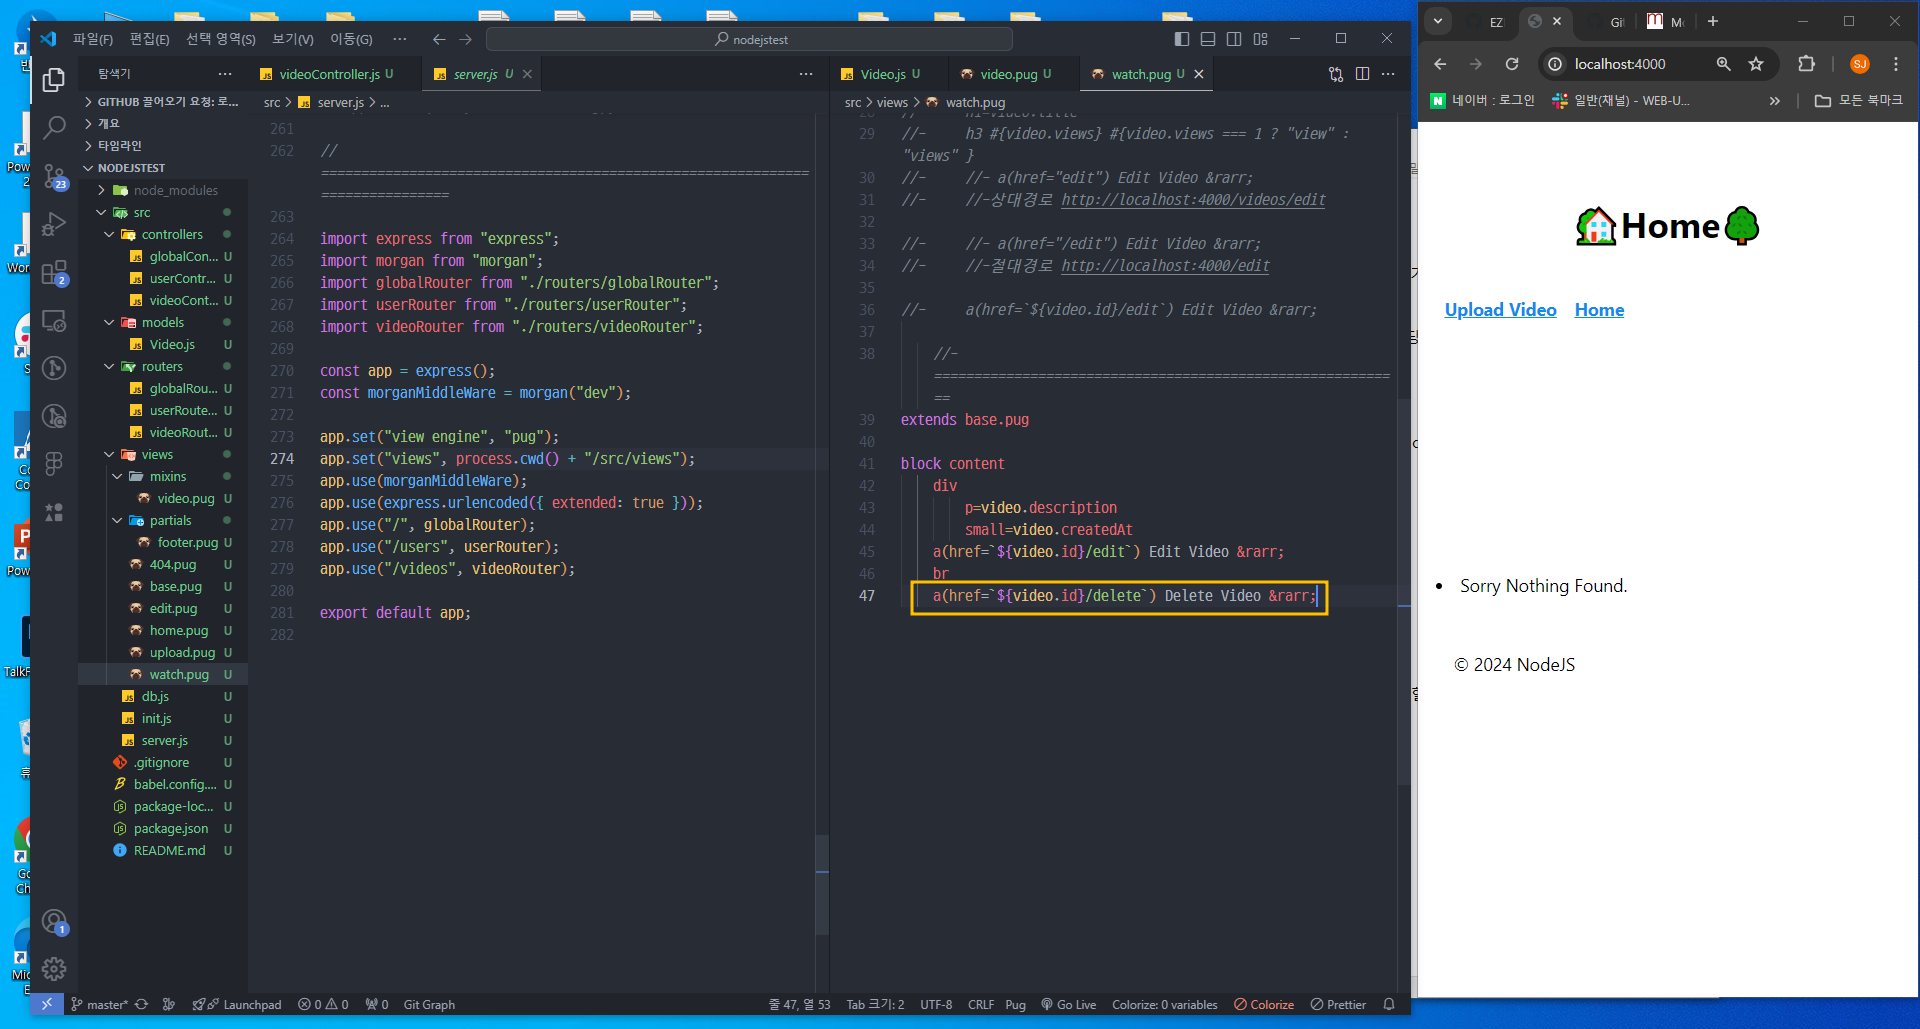 파일(F) 편집(E) 선택 영역(S) 보기(V) 이동(G) ··· nodejstest
탐색기 ···
GITHUB 끌어오기 요청: 로...
개요
타임라인
NODEJSTEST
node_modules
src
controllers
globalCon... U
userContr... U
videoCont... U
models
Video.js U
routers
globalRou... U
userRoute... U
videoRout... U
views
mixins
video.pug U
partials
footer.pug U
404.pug U
base.pug U
edit.pug U
home.pug U
upload.pug U
watch.pug U
db.js U
init.js U
server.js U
.gitignore U
babel.config.... U
package-loc... U
package.json U
README.md U
23
2
1
videoController.js U server.js U ···
src > server.js > ...
261
262 //
=============================================================
================
263
264 import express from "express";
265 import morgan from "morgan";
266 import globalRouter from "./routers/globalRouter";
267 import userRouter from "./routers/userRouter";
268 import videoRouter from "./routers/videoRouter";
269
270 const app = express();
271 const morganMiddleWare = morgan("dev");
272
273 app.set("view engine", "pug");
274 app.set("views", process.cwd() + "/src/views");
275 app.use(morganMiddleWare);
276 app.use(express.urlencoded({ extended: true }));
277 app.use("/", globalRouter);
278 app.use("/users", userRouter);
279 app.use("/videos", videoRouter);
280
281 export default app;
282
Video.js U video.pug U watch.pug U ···
src > views > watch.pug
28 //- h1=video.title
29 //- h3 #{video.views} #{video.views === 1 ? "view" :
"views" }
30 //- //- a(href="edit") Edit Video &rarr;
31 //- //-상대경로 http://localhost:4000/videos/edit
32
33 //- //- a(href="/edit") Edit Video &rarr;
34 //- //-절대경로 http://localhost:4000/edit
35
36 //- a(href=`${video.id}/edit`) Edit Video &rarr;
37
38 //-
=========================================================
==
39 extends base.pug
40
41 block content
42 div
43 p=video.description
44 small=video.createdAt
45 a(href=`${video.id}/edit`) Edit Video &rarr;
46 br
47 a(href=`${video.id}/delete`) Delete Video &rarr;
master* Launchpad 0 0 0 Git Graph 줄 47, 열 53 Tab 크기: 2 UTF-8 CRLF Pug Go Live Colorize: 0 variables Colorize Prettier
EZ Gi M
localhost:4000 SJ
네이버 : 로그인 일반(채널) - WEB-U... » 모든 북마크
Home
Upload Video Home
Sorry Nothing Found.
© 2024 NodeJS